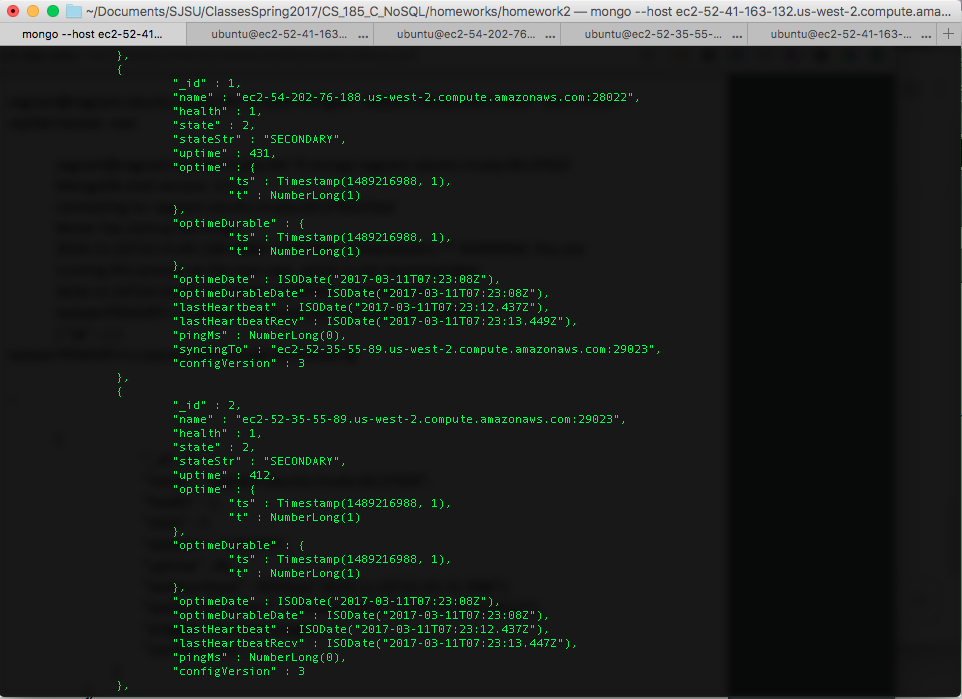 ~/Documents/SJSU/ClassesSpring2017/CS_185_C_NoSQL/homeworks/homework2 — mongo --host ec2-52-41-163-132.us-west-2.compute.ama...
mongo --host ec2-52-41... ubuntu@ec2-52-41-163... ... ubuntu@ec2-54-202-76... ... ubuntu@ec2-52-35-55-... ... ubuntu@ec2-52-41-163-... ... +
},
{
"_id" : 1,
"name" : "ec2-54-202-76-188.us-west-2.compute.amazonaws.com:28022",
"health" : 1,
"state" : 2,
"stateStr" : "SECONDARY",
"uptime" : 431,
"optime" : {
"ts" : Timestamp(1489216988, 1),
"t" : NumberLong(1)
},
"optimeDurable" : {
"ts" : Timestamp(1489216988, 1),
"t" : NumberLong(1)
},
"optimeDate" : ISODate("2017-03-11T07:23:08Z"),
"optimeDurableDate" : ISODate("2017-03-11T07:23:08Z"),
"lastHeartbeat" : ISODate("2017-03-11T07:23:12.437Z"),
"lastHeartbeatRecv" : ISODate("2017-03-11T07:23:13.449Z"),
"pingMs" : NumberLong(0),
"syncingTo" : "ec2-52-35-55-89.us-west-2.compute.amazonaws.com:29023",
"configVersion" : 3
},
{
"_id" : 2,
"name" : "ec2-52-35-55-89.us-west-2.compute.amazonaws.com:29023",
"health" : 1,
"state" : 2,
"stateStr" : "SECONDARY",
"uptime" : 412,
"optime" : {
"ts" : Timestamp(1489216988, 1),
"t" : NumberLong(1)
},
"optimeDurable" : {
"ts" : Timestamp(1489216988, 1),
"t" : NumberLong(1)
},
"optimeDate" : ISODate("2017-03-11T07:23:08Z"),
"optimeDurableDate" : ISODate("2017-03-11T07:23:08Z"),
"lastHeartbeat" : ISODate("2017-03-11T07:23:12.437Z"),
"lastHeartbeatRecv" : ISODate("2017-03-11T07:23:13.447Z"),
"pingMs" : NumberLong(0),
"configVersion" : 3
},